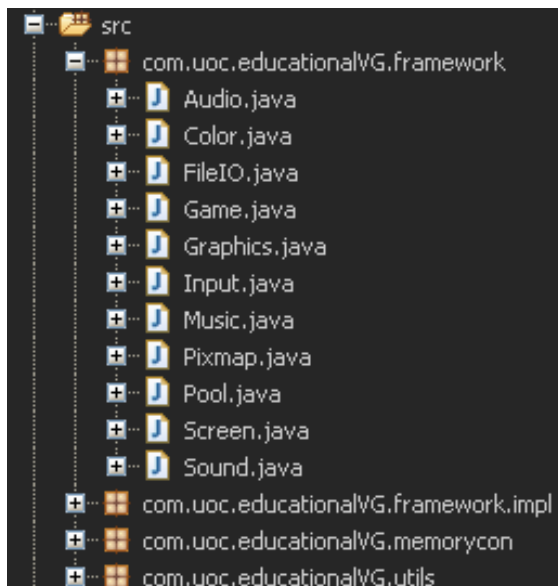 src
com.uoc.educationalVG.framework
Audio.java
Color.java
FileIO.java
Game.java
Graphics.java
Input.java
Music.java
Pixmap.java
Pool.java
Screen.java
Sound.java
com.uoc.educationalVG.framework.impl
com.uoc.educationalVG.memorycon
com.uoc.educationalVG.utils